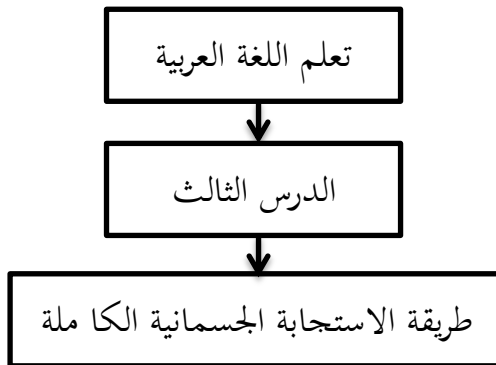 تعلم اللغة العربية
الدرس الثالث
طريقة الاستجابة الجسمانية الكا ملة